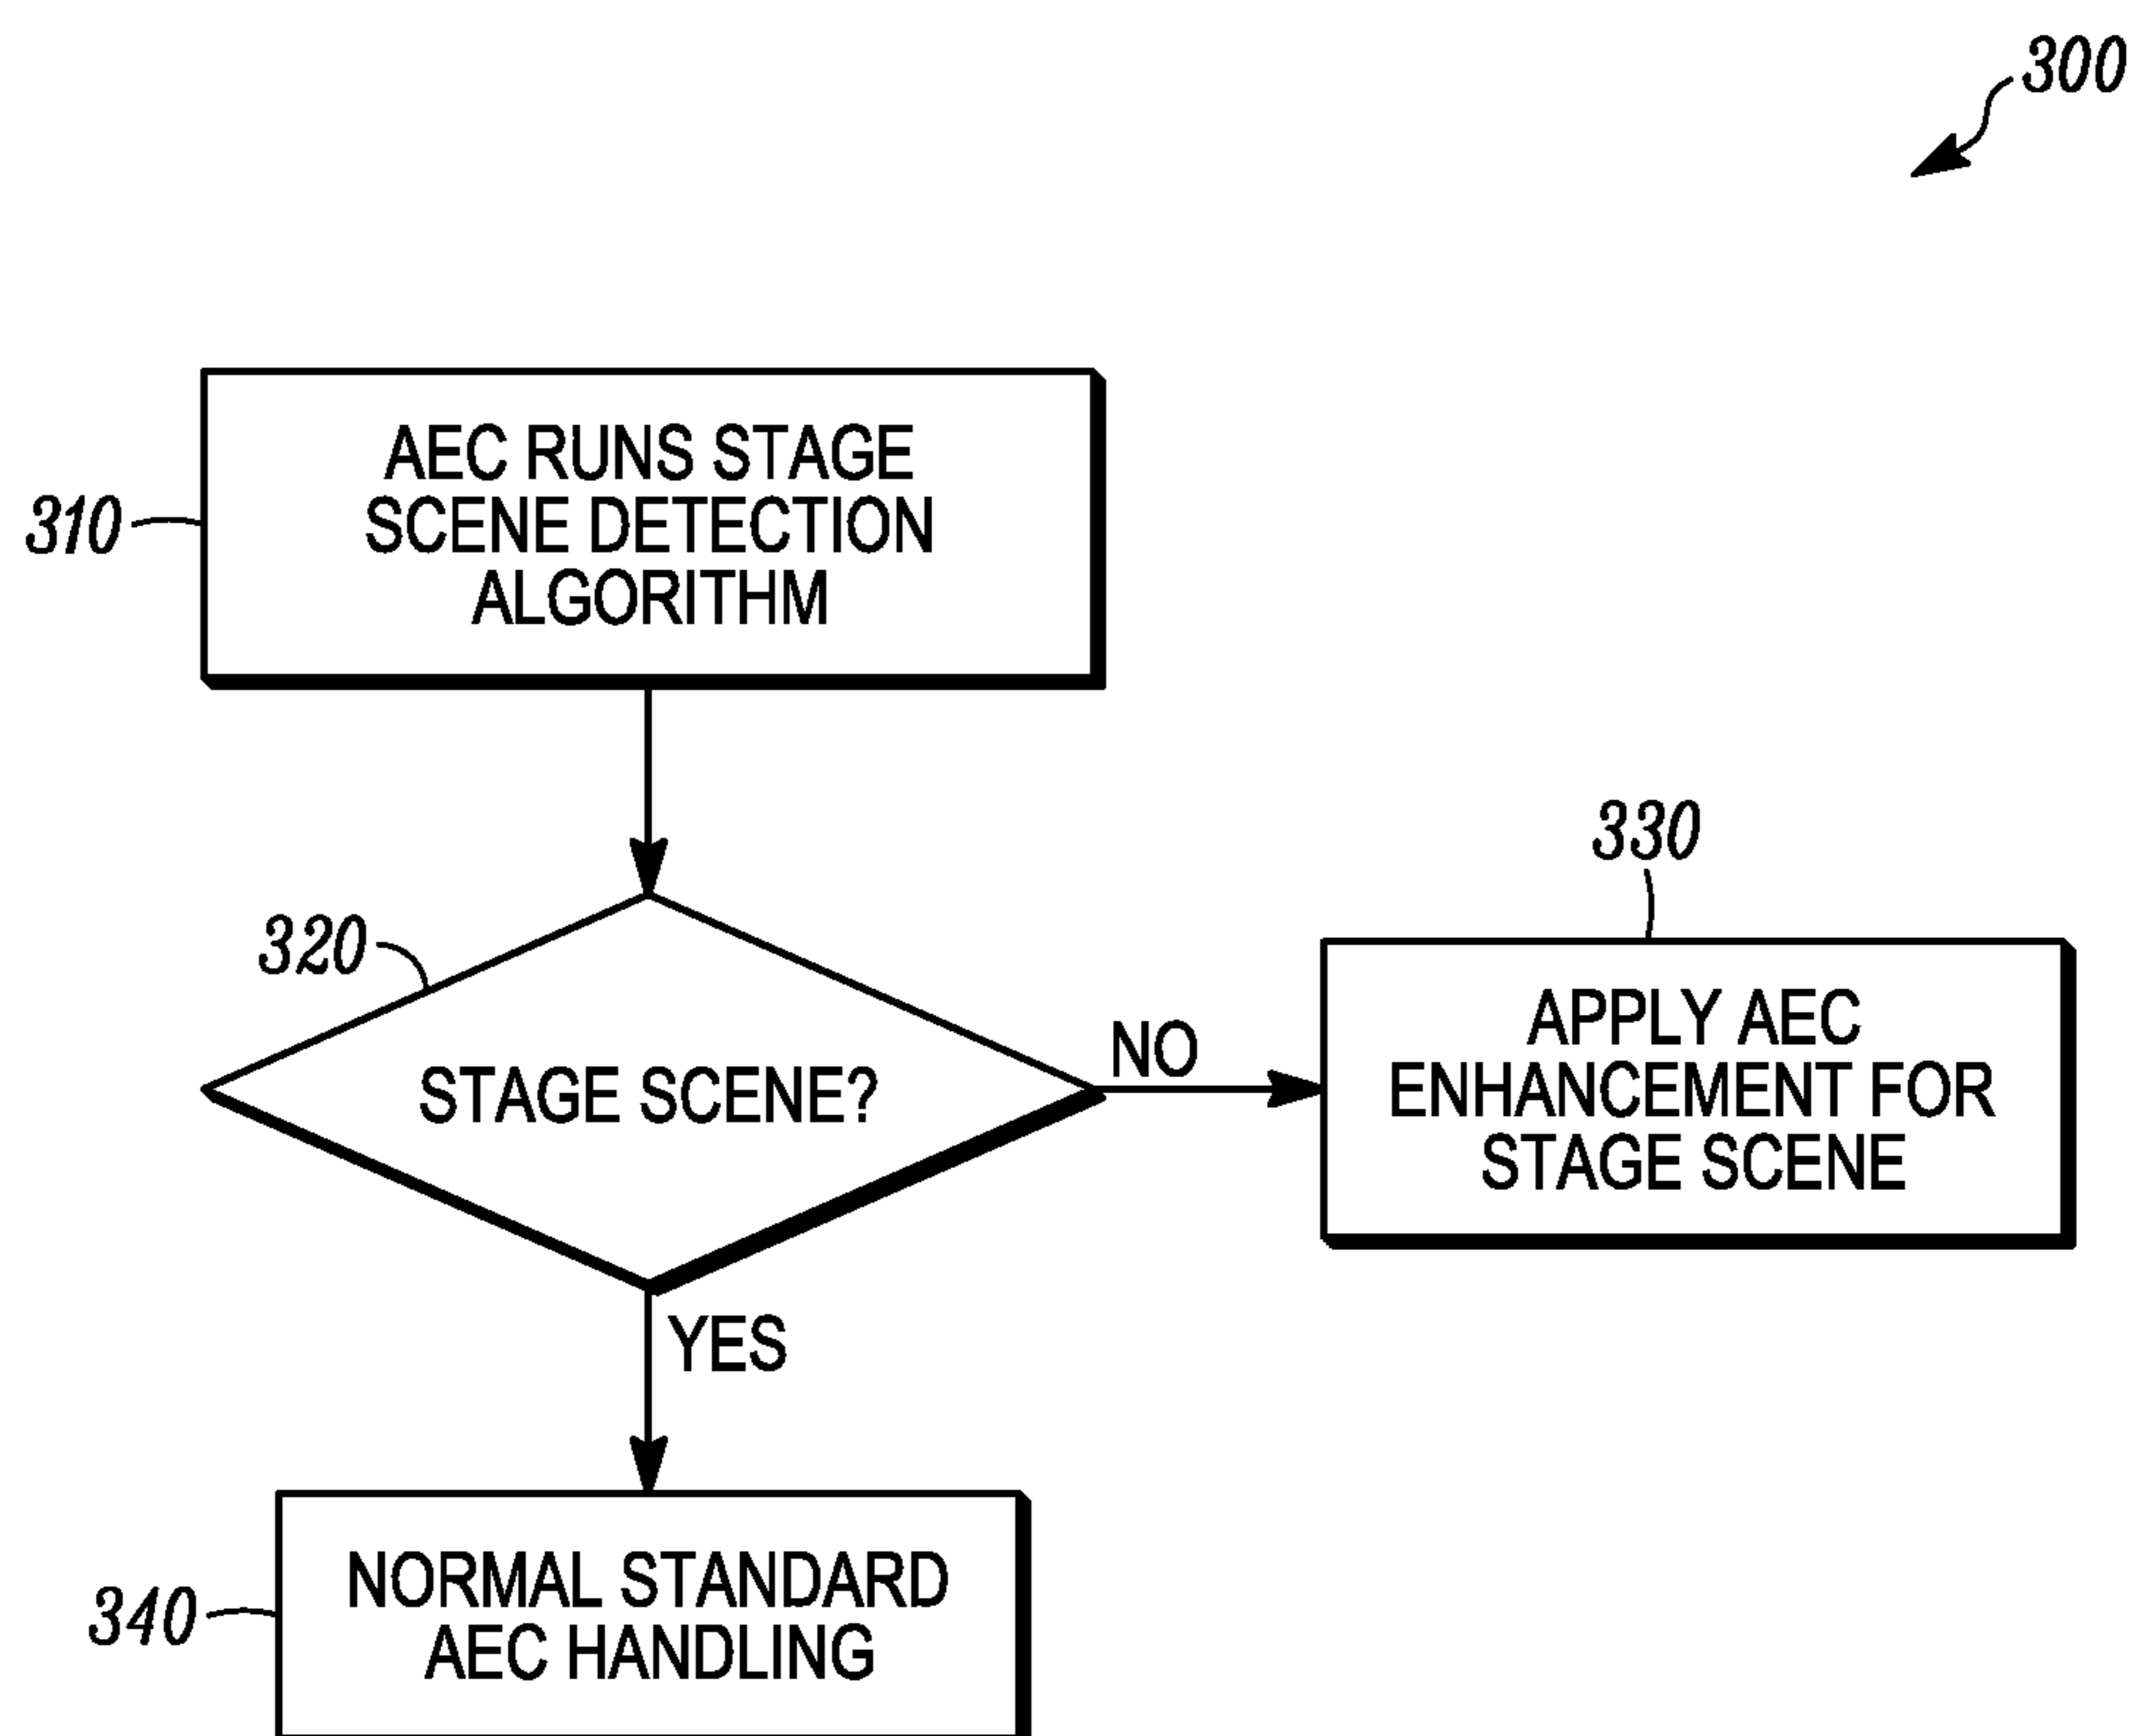 300
AEC RUNS STAGE
SCENE DETECTION
ALGORITHM
310
320
STAGE SCENE?
NO
330
APPLY AEC
ENHANCEMENT FOR
STAGE SCENE
YES
340
NORMAL STANDARD
AEC HANDLING